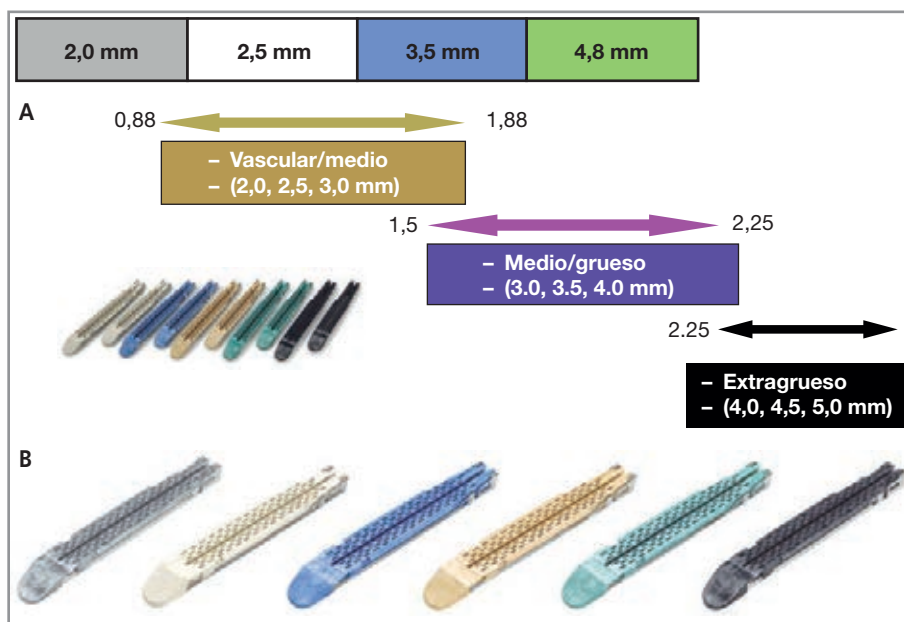 2,0 mm 2,5 mm 3,5 mm 4,8 mm
A
0,88 1,88
– Vascular/medio
– (2,0, 2,5, 3,0 mm)
1,5 2,25
– Medio/grueso
– (3.0, 3.5, 4.0 mm)
2.25
– Extragrueso
– (4,0, 4,5, 5,0 mm)
B